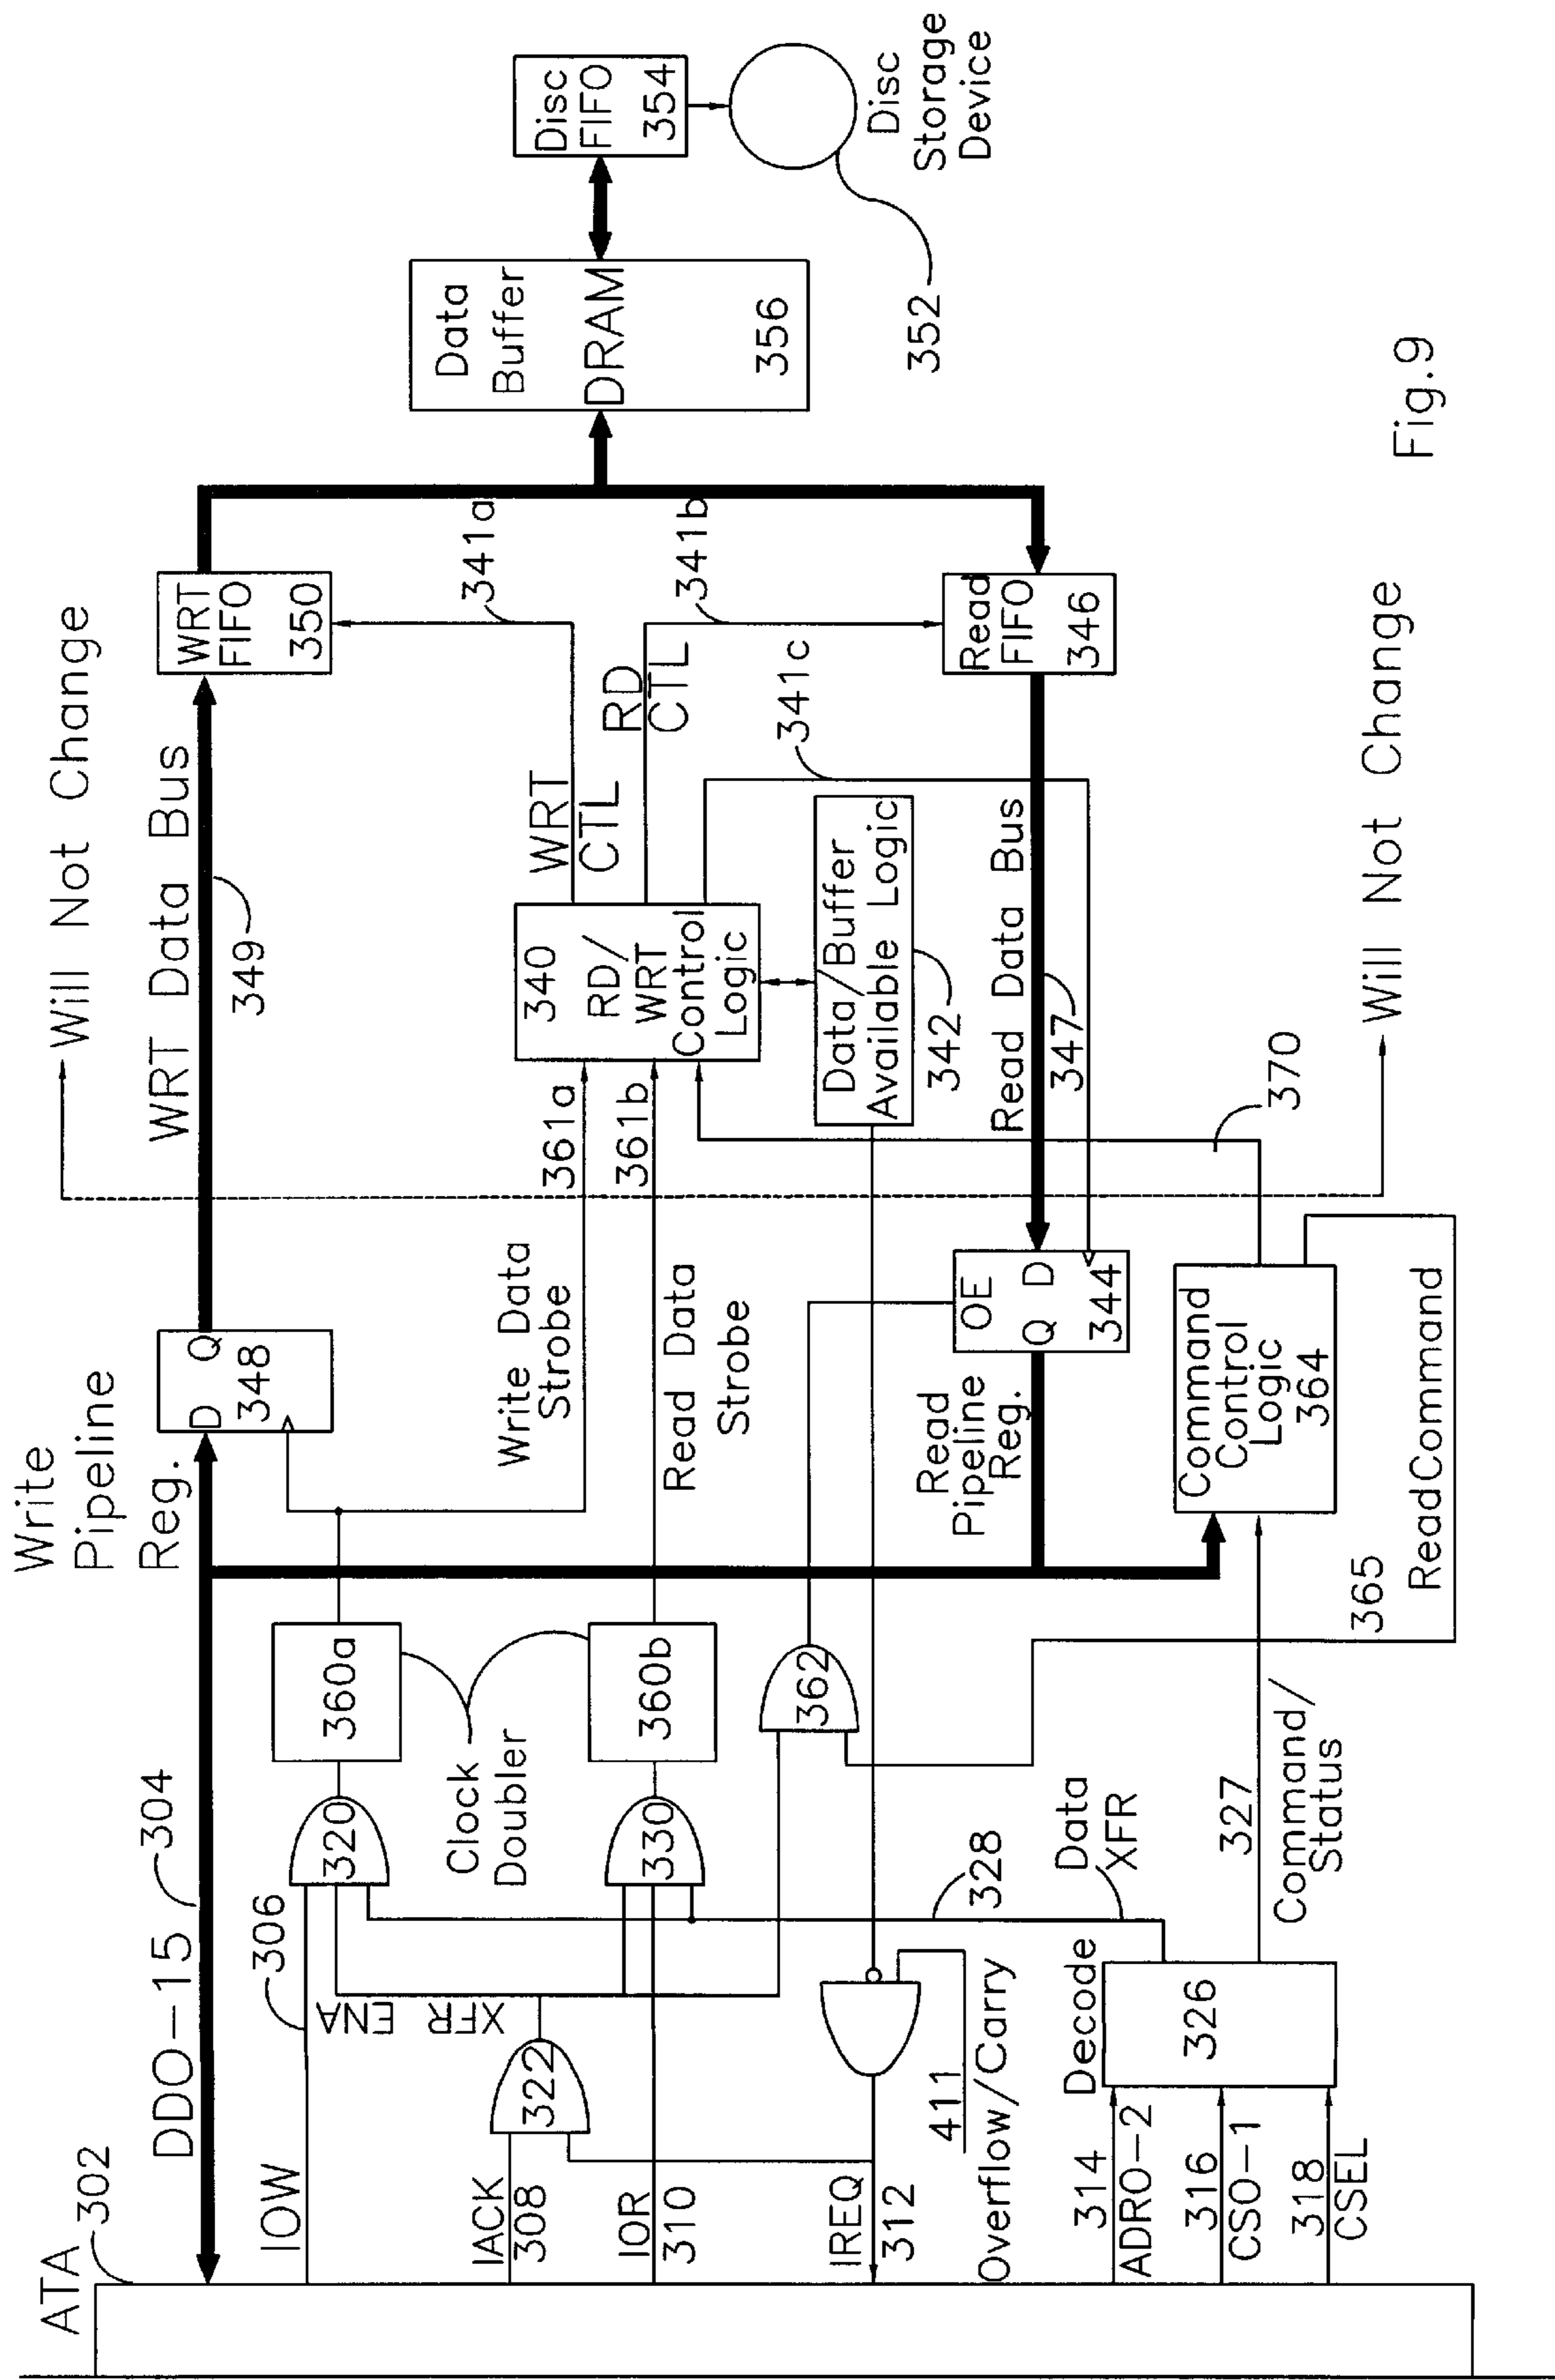 ATA
302
DDO-15
304
Write
Pipeline
Reg.
D Q
348
WRT Data Bus
349
Will Not Change
WRT
FIFO
350
IOW
306
320
360a
Write Data
Strobe
361a
340
RD/
WRT
Control
Logic
WRT
CTL
341a
RD
CTL
341b
341c
Data
Buffer
DRAM
356
Disc
FIFO
354
Disc
Storage
Device
352
IACK
308
322
ENA
XFR
Clock
Doubler
IOR
310
330
360b
Read Data
Strobe
361b
Data/Buffer
Available Logic
342
362
IREQ
312
411
Overflow/Carry
328
Data
XFR
Read
Pipeline
Reg.
OE
Q D
344
Read Data Bus
347
Read
FIFO
346
314
ADRO-2
316
CSO-1
318
CSEL
Decode
326
327
Command/
Status
Command
Control
Logic
364
365
ReadCommand
370
Will Not Change
Fig.9